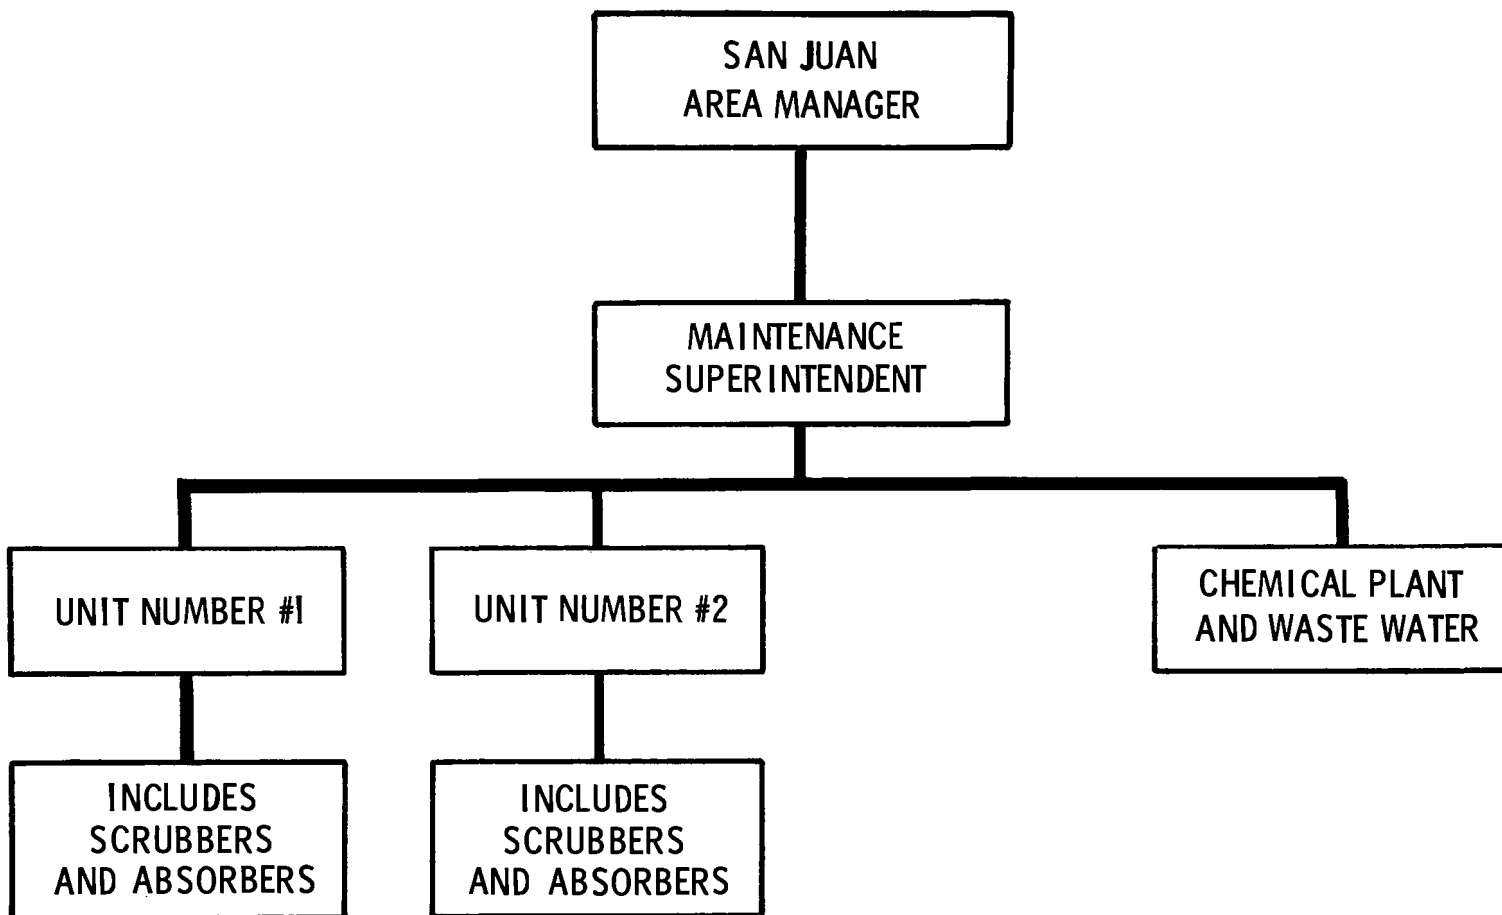 SAN JUAN
AREA MANAGER
MAINTENANCE
SUPERINTENDENT
UNIT NUMBER #1
UNIT NUMBER #2
CHEMICAL PLANT
AND WASTE WATER
INCLUDES
SCRUBBERS
AND ABSORBERS
INCLUDES
SCRUBBERS
AND ABSORBERS